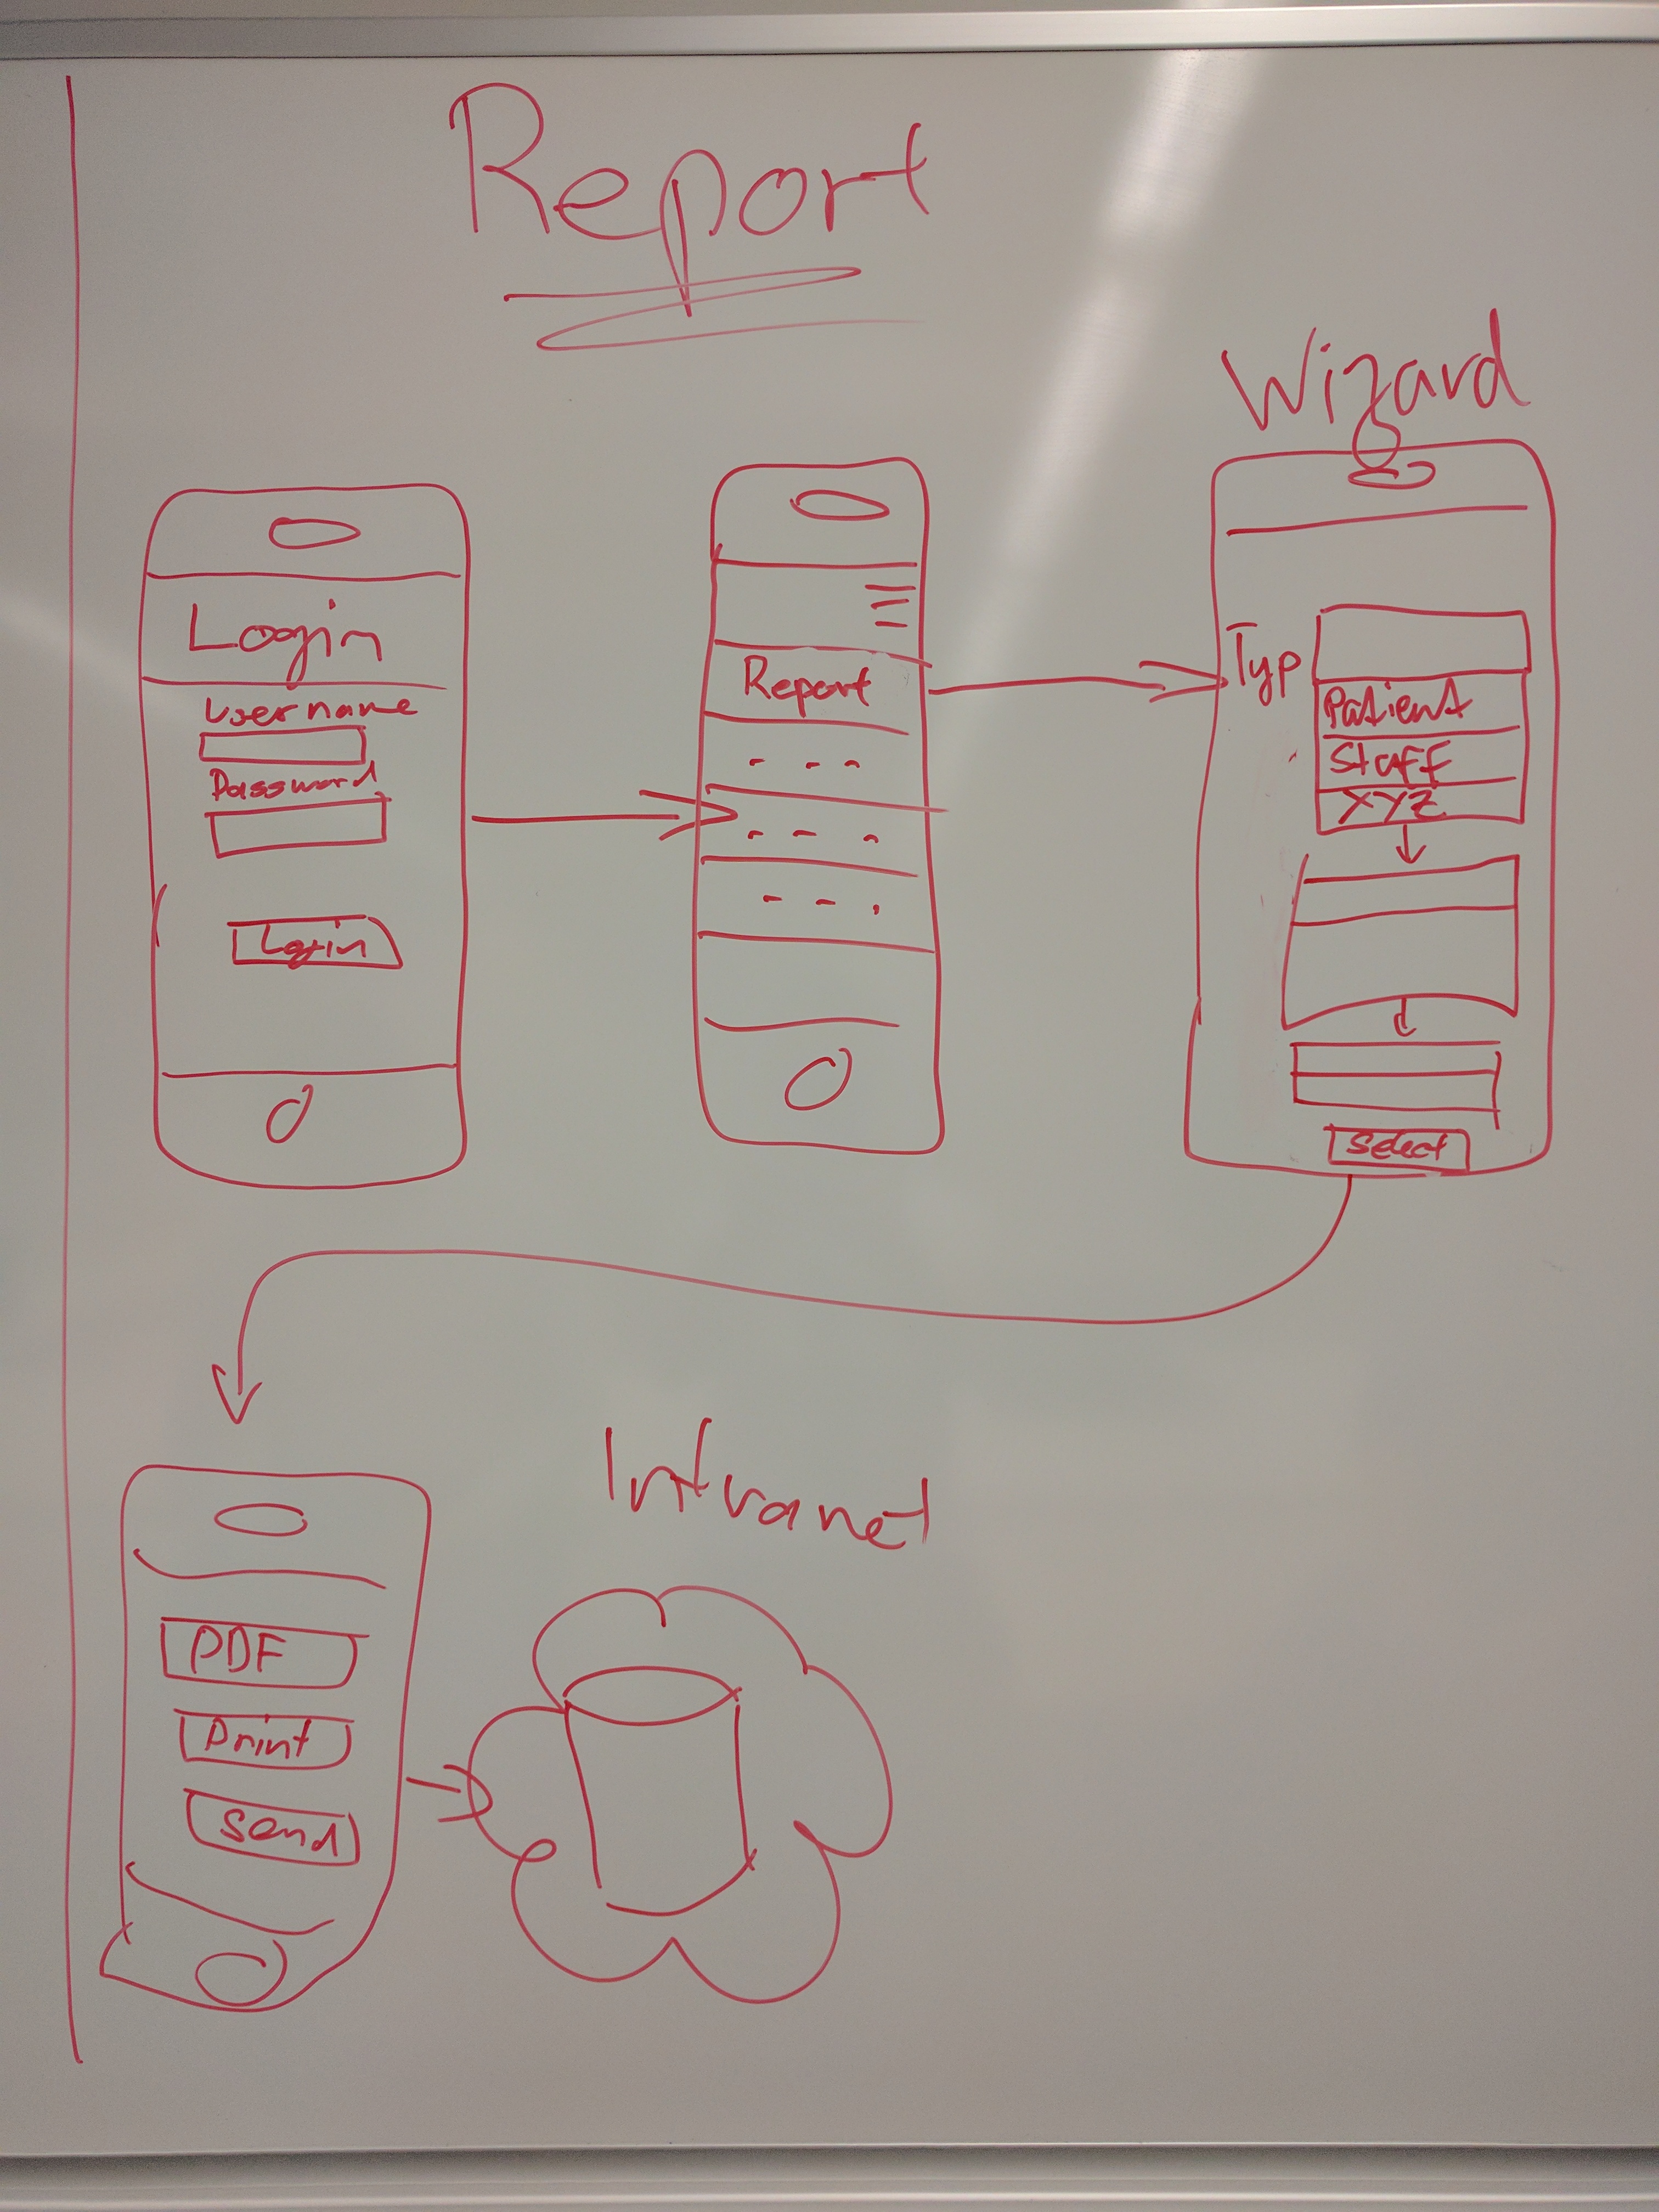 Report
Wizard
Login
Username
Password
Login
Report
- - -
- - -
- - -
Typ
Patient
Staff
XYZ
Select
Intranet
PDF
Print
Send